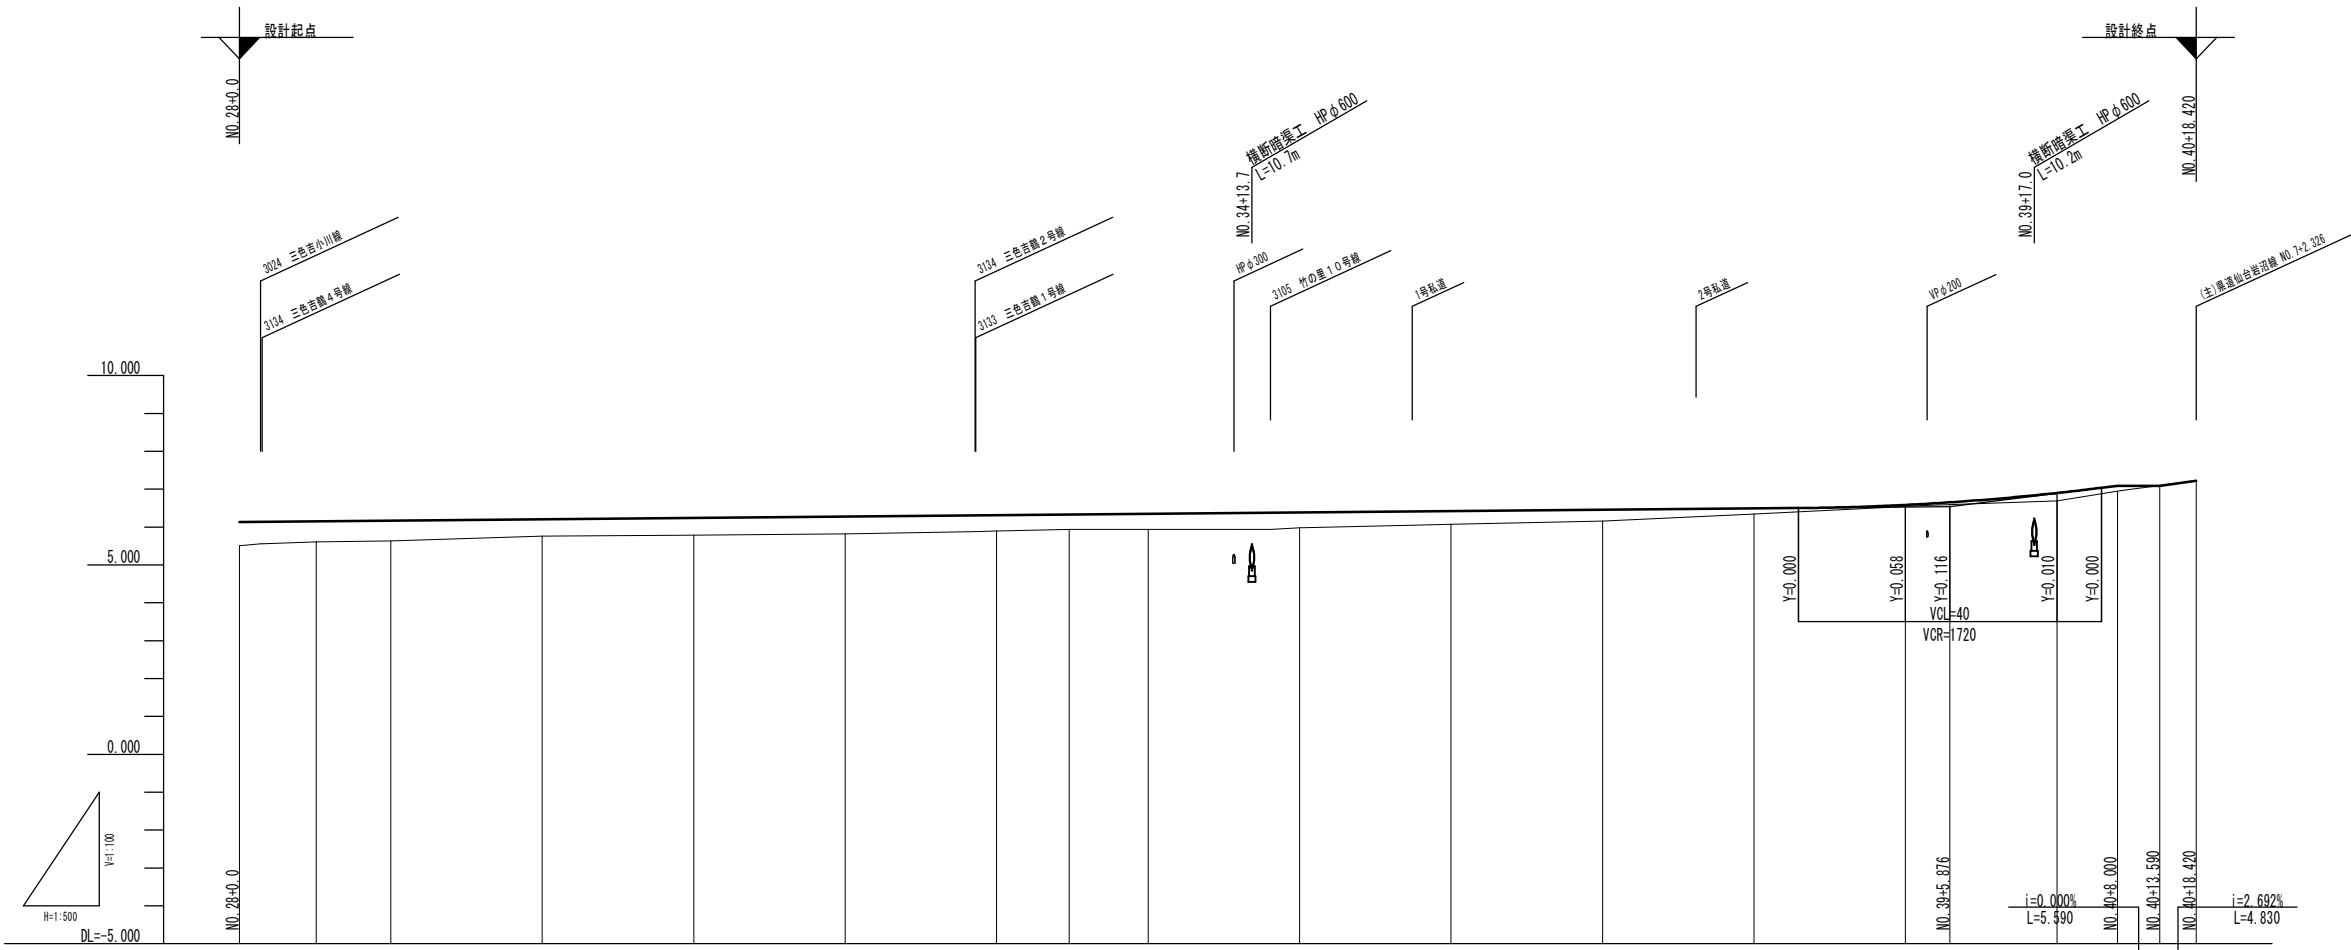 設計起点
設計終点
NO.28+0.0
NO.40+18.420
横断暗渠工 HPφ600
L=10.7m
NO.34+13.7
横断暗渠工 HPφ600
L=10.2m
NO.39+17.0
3024 三色吉小川線
3134 三色吉鶴4号線
3134 三色吉鶴2号線
3133 三色吉鶴1号線
HPφ300
3105 竹の里10号線
1号私道
2号私道
VPφ200
(主)県道仙台岩沼線 NO.7+2.326
10.000
5.000
0.000
DL=-5.000
V=1:100
H=1:500
Y=0.000
Y=0.058
Y=0.116
Y=0.010
Y=0.000
VCL=40
VCR=1720
NO.28+0.0
NO.39+5.876
NO.40+8.000
NO.40+13.590
NO.40+18.420
i=0.000%
L=5.590
i=2.692%
L=4.830